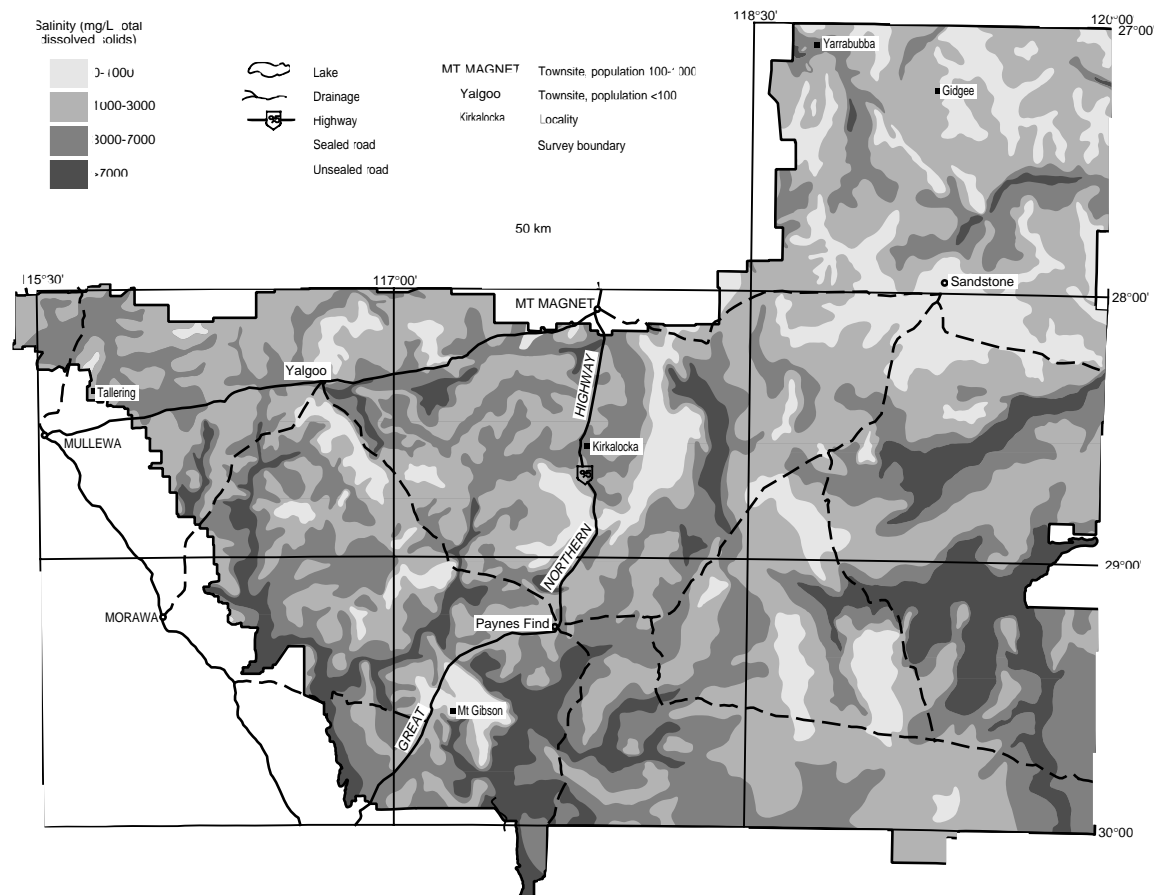 Salinity (mg/L total
dissolved solids)
0-1000
1000-3000
3000-7000
>7000
Lake
Drainage
95
Highway
Sealed road
Unsealed road
MT MAGNET
Townsite, population 100-1000
Yalgoo
Townsite, poplulation <100
Kirkalocka
Locality
Survey boundary
50 km
118°30'
120°00'
27°00'
Yarrabubba
Gidgee
115°30'
117°00'
MT MAGNET
Sandstone
28°00'
Yalgoo
Tallering
HIGHWAY
MULLEWA
Kirkalocka
95
NORTHERN
29°00'
MORAWA
Paynes Find
GREAT
Mt Gibson
30°00'